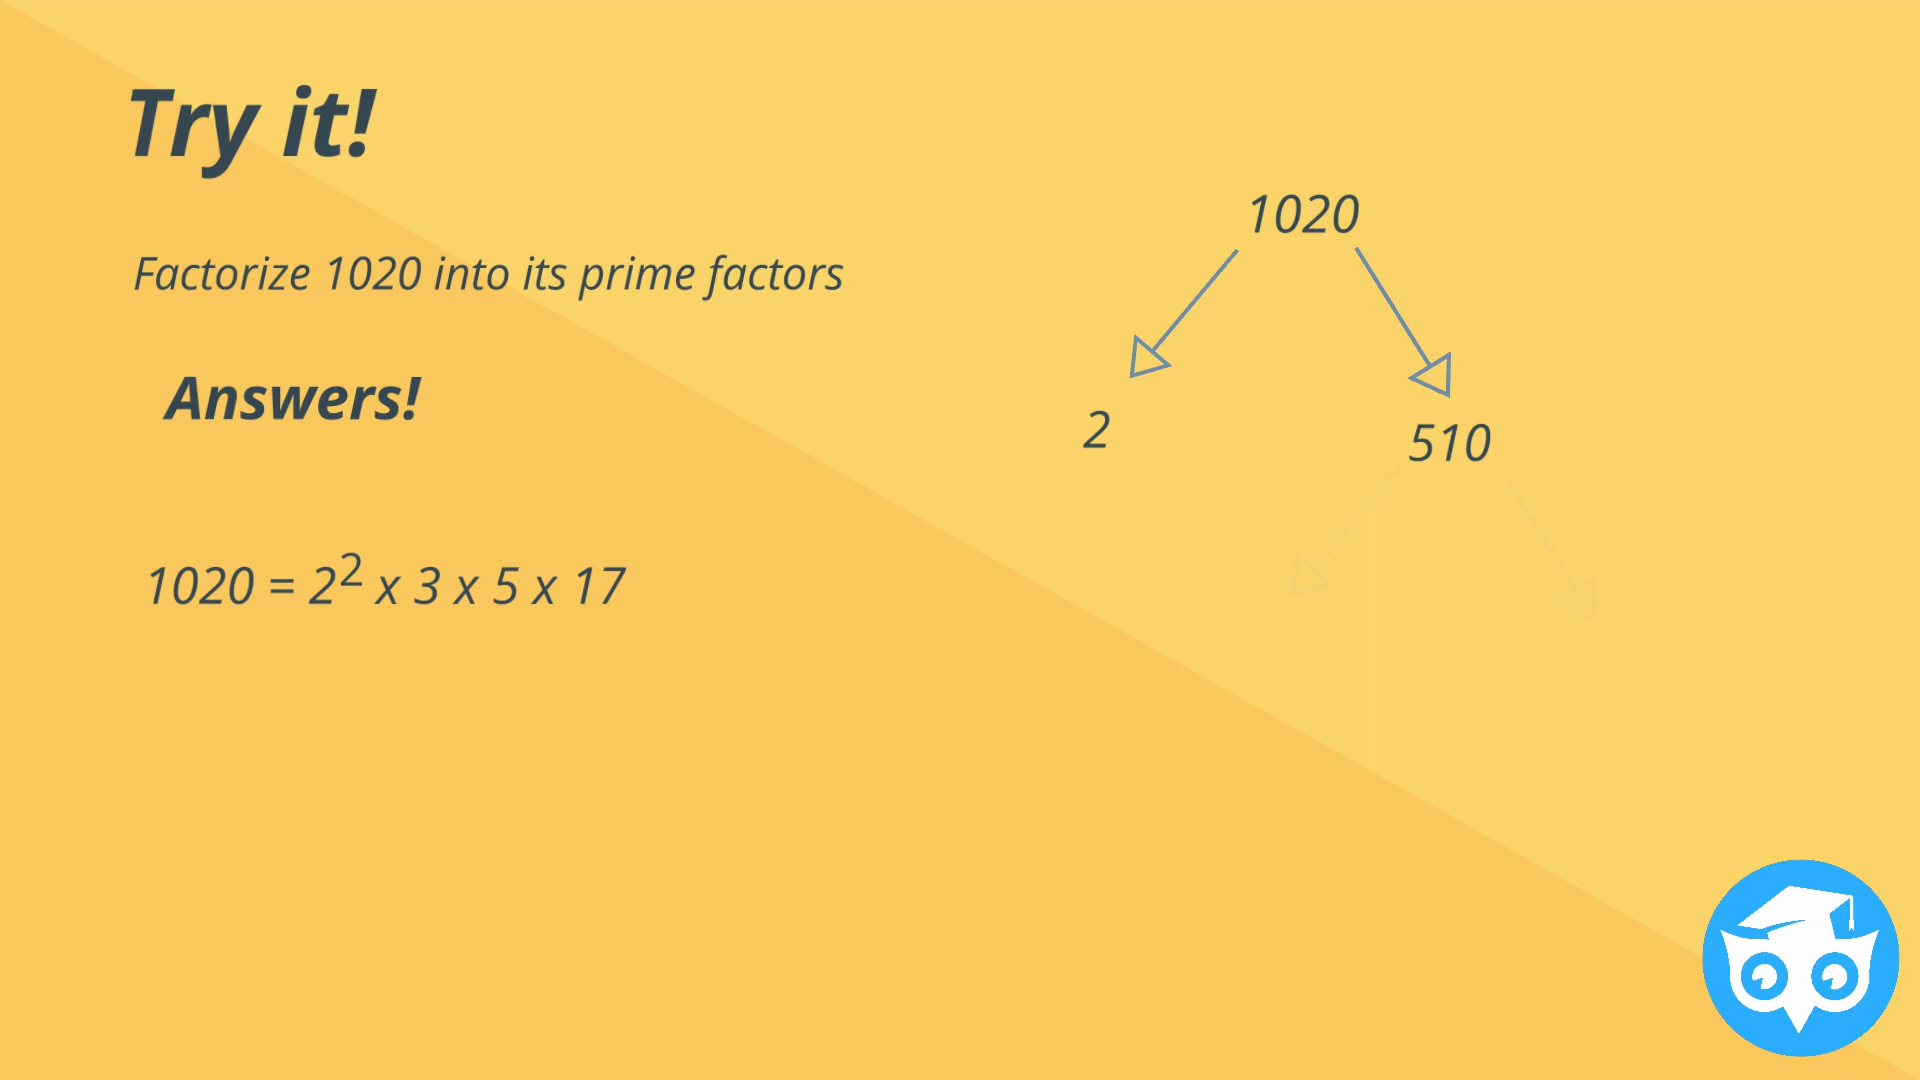 Try it!
Factorize 1020 into its prime factors
Answers!
1020 = 2² x 3 x 5 x 17
1020
2
510